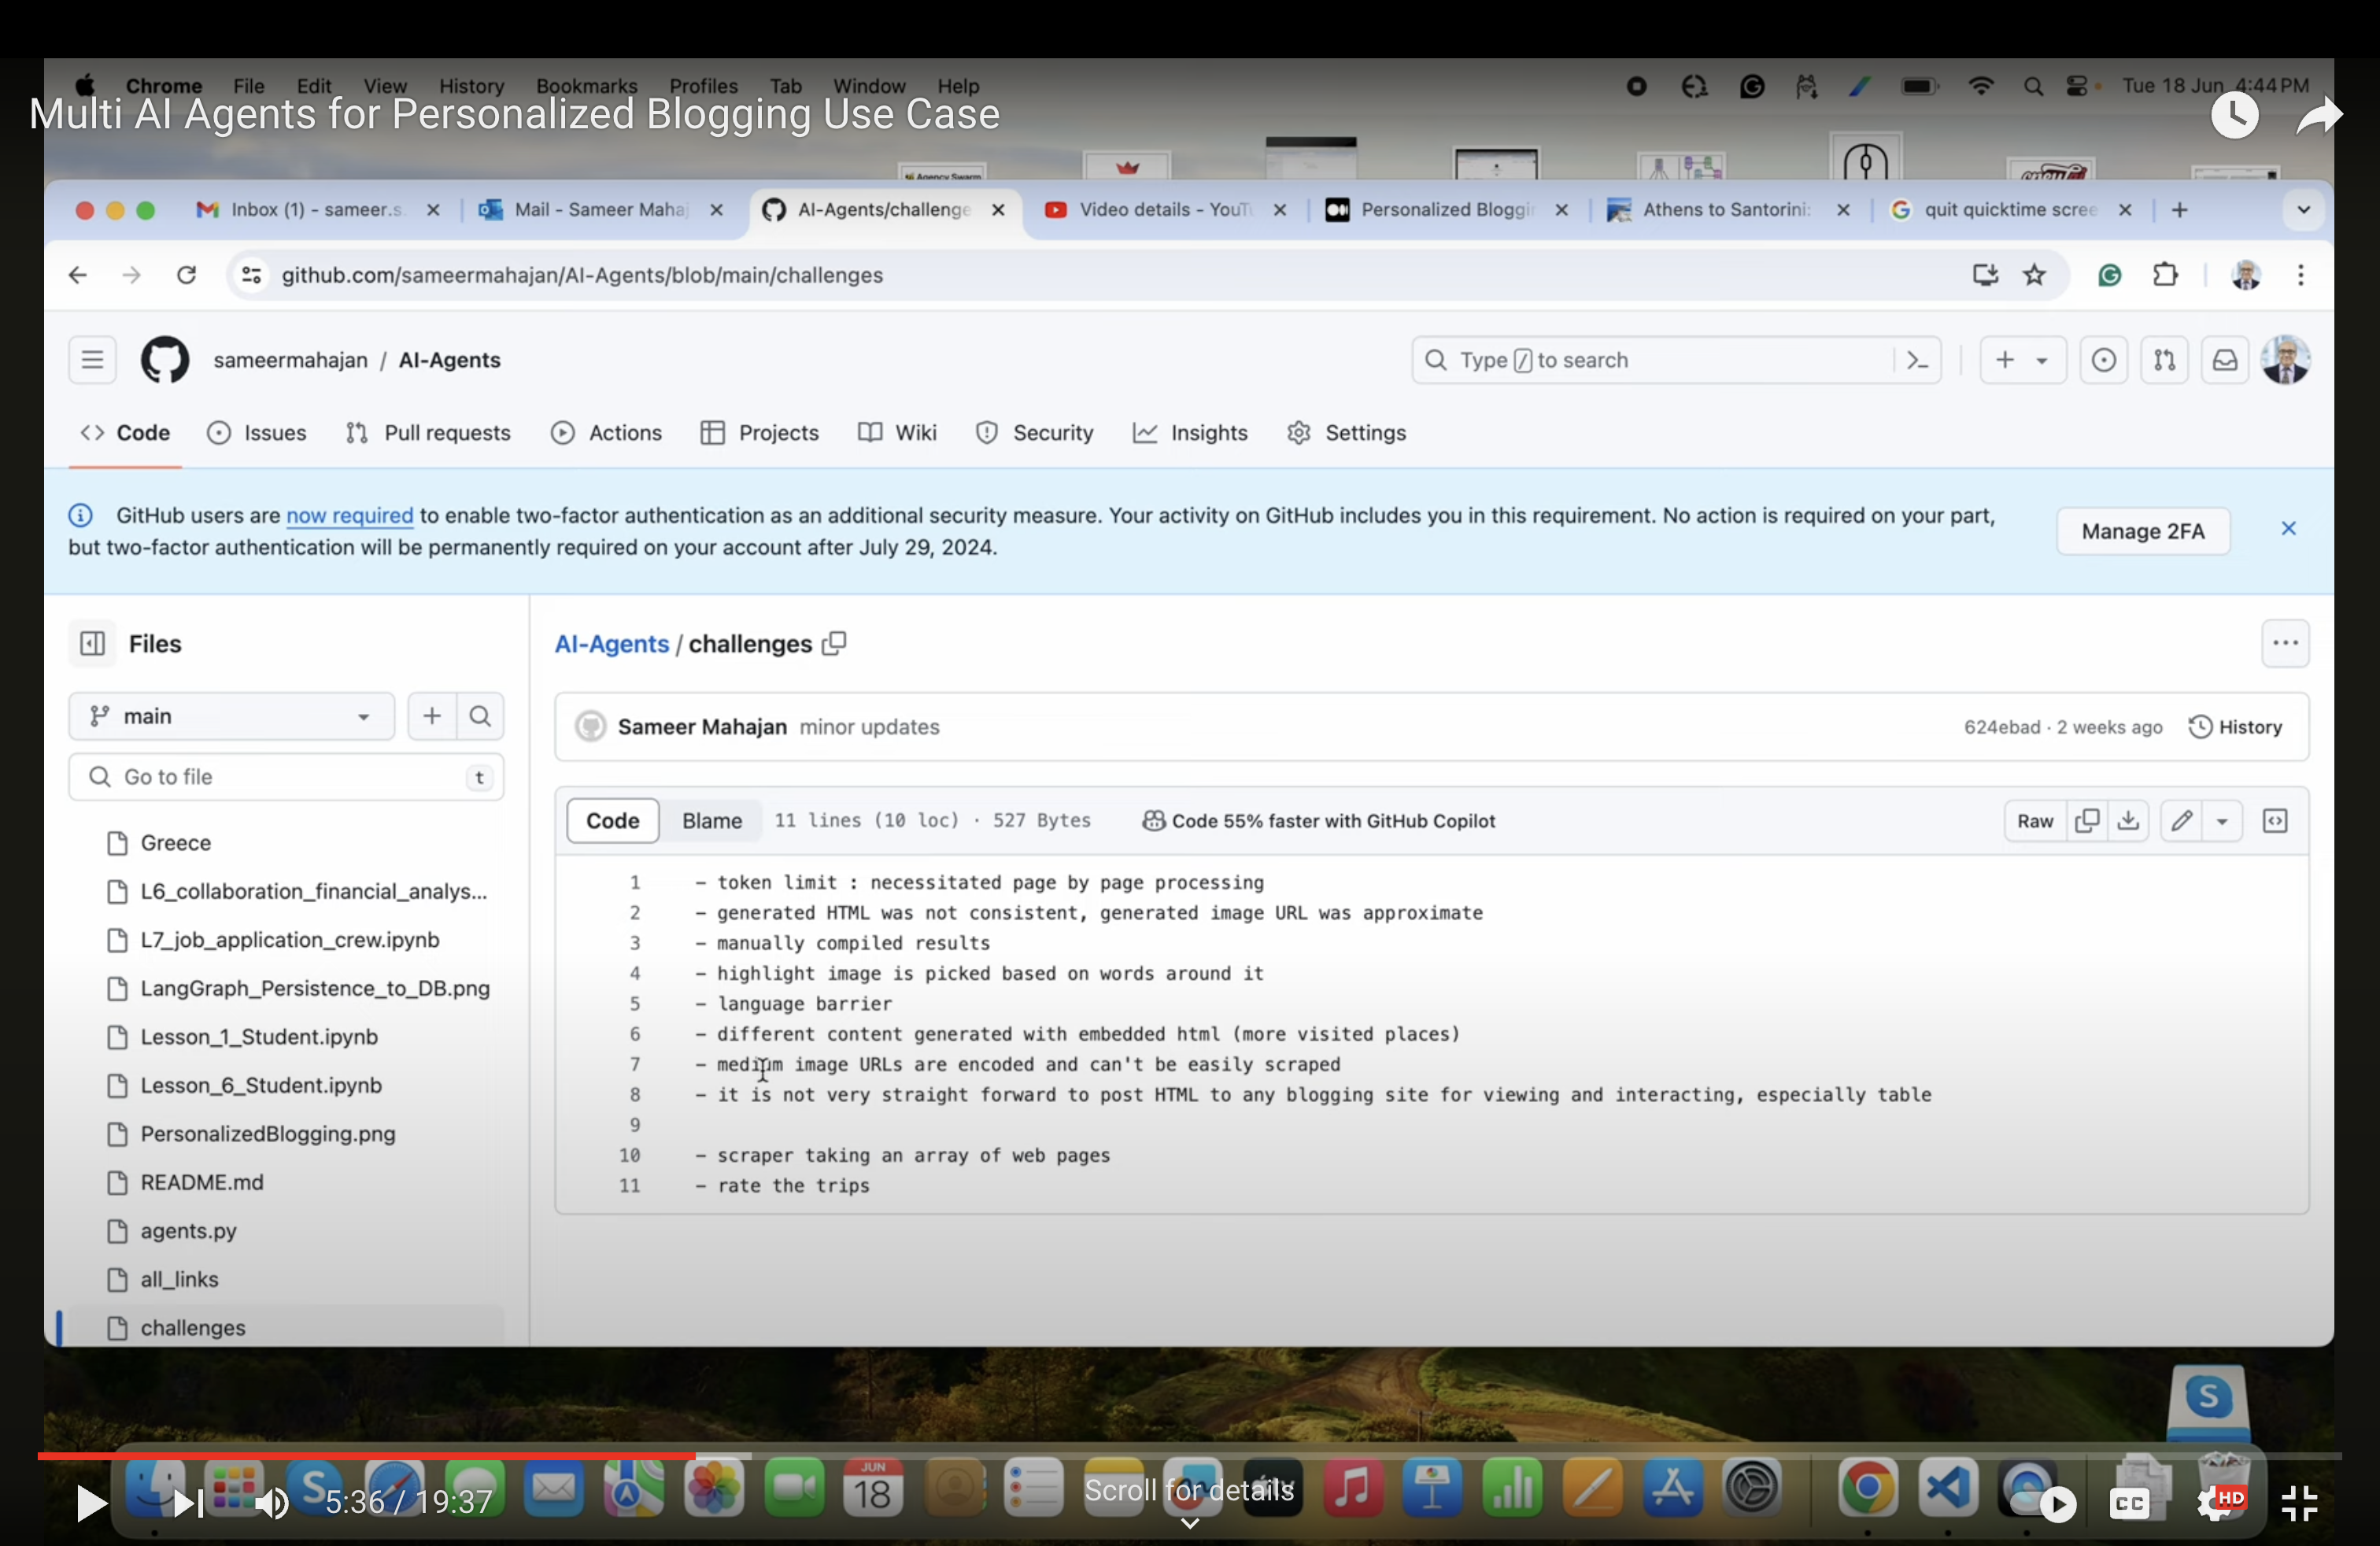 Chrome File Edit View History Bookmarks Profiles Tab Window Help Tue 18 Jun 4:44 PM
Multi AI Agents for Personalized Blogging Use Case
Inbox (1) - sameer.s Mail - Sameer Mahaj AI-Agents/challenge Video details - YouTu Personalized Bloggin Athens to Santorini: quit quicktime scree
github.com/sameermahajan/AI-Agents/blob/main/challenges
sameermahajan / AI-Agents Type / to search
Code Issues Pull requests Actions Projects Wiki Security Insights Settings
GitHub users are now required to enable two-factor authentication as an additional security measure. Your activity on GitHub includes you in this requirement. No action is required on your part,
but two-factor authentication will be permanently required on your account after July 29, 2024.
Manage 2FA
Files
main
Go to file t
Greece
L6_collaboration_financial_analys...
L7_job_application_crew.ipynb
LangGraph_Persistence_to_DB.png
Lesson_1_Student.ipynb
Lesson_6_Student.ipynb
PersonalizedBlogging.png
README.md
agents.py
all_links
challenges
AI-Agents / challenges
Sameer Mahajan minor updates 624ebad · 2 weeks ago History
Code Blame 11 lines (10 loc) · 527 Bytes Code 55% faster with GitHub Copilot Raw
1 - token limit : necessitated page by page processing
2 - generated HTML was not consistent, generated image URL was approximate
3 - manually compiled results
4 - highlight image is picked based on words around it
5 - language barrier
6 - different content generated with embedded html (more visited places)
7 - medium image URLs are encoded and can't be easily scraped
8 - it is not very straight forward to post HTML to any blogging site for viewing and interacting, especially table
9
10 - scraper taking an array of web pages
11 - rate the trips
JUN
18
5:36 / 19:37
Scroll for details
CC
HD